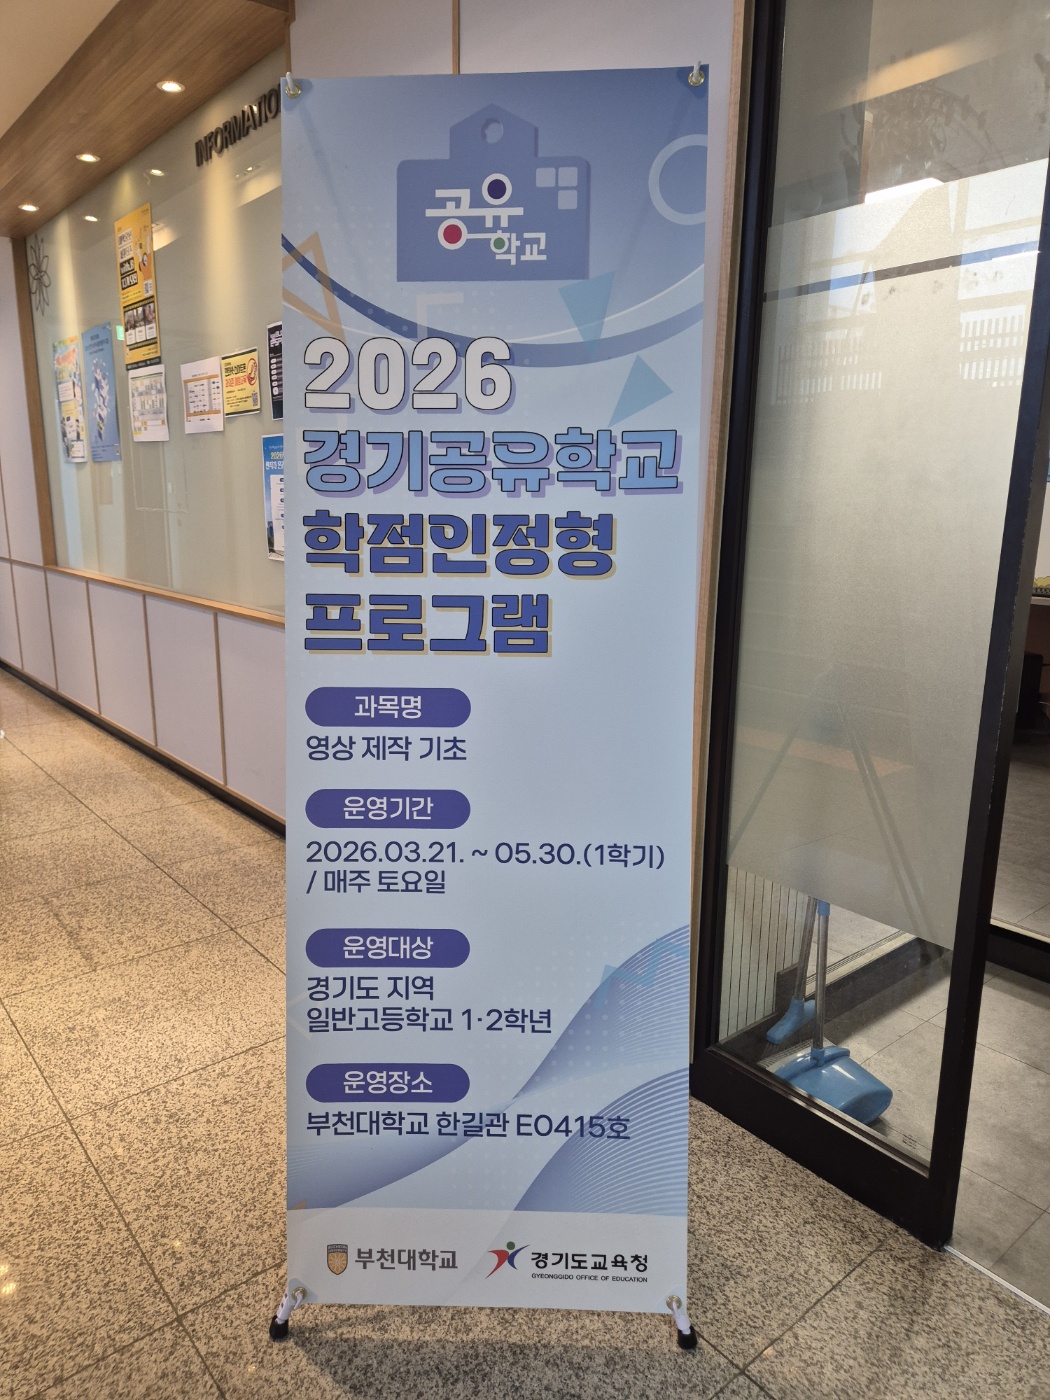 INFORMATIO
공유
학교
2026
경기공유학교
학점인정형
프로그램
과목명
영상 제작 기초
운영기간
2026.03.21. ~ 05.30.(1학기)
/ 매주 토요일
운영대상
경기도 지역
일반고등학교 1·2학년
운영장소
부천대학교 한길관 E0415호
부천대학교
경기도교육청
GYEONGGIDO OFFICE OF EDUCATION